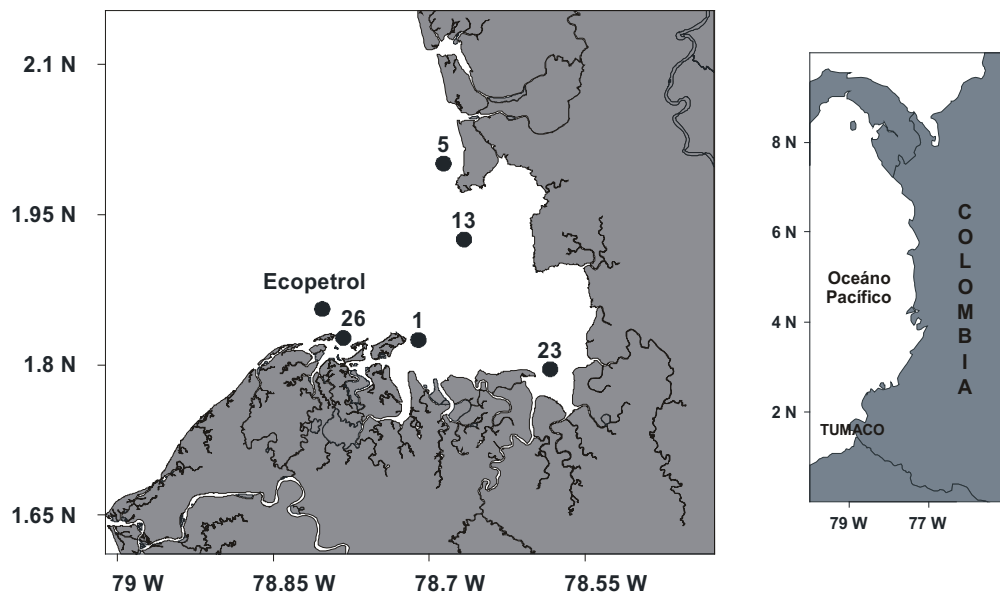 2.1 N
1.95 N
1.8 N
1.65 N
79 W
78.85 W
78.7 W
78.55 W
5
13
Ecopetrol
26
1
23
8 N
6 N
4 N
2 N
79 W
77 W
Oceáno
Pacífico
TUMACO
C
O
L
O
M
B
I
A